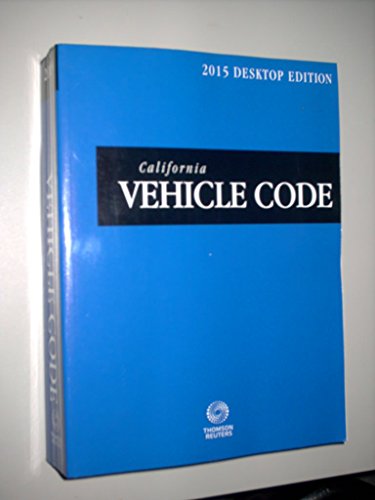 2015 DESKTOP EDITION
California
VEHICLE CODE
THOMSON
REUTERS
VEHICLE CODE